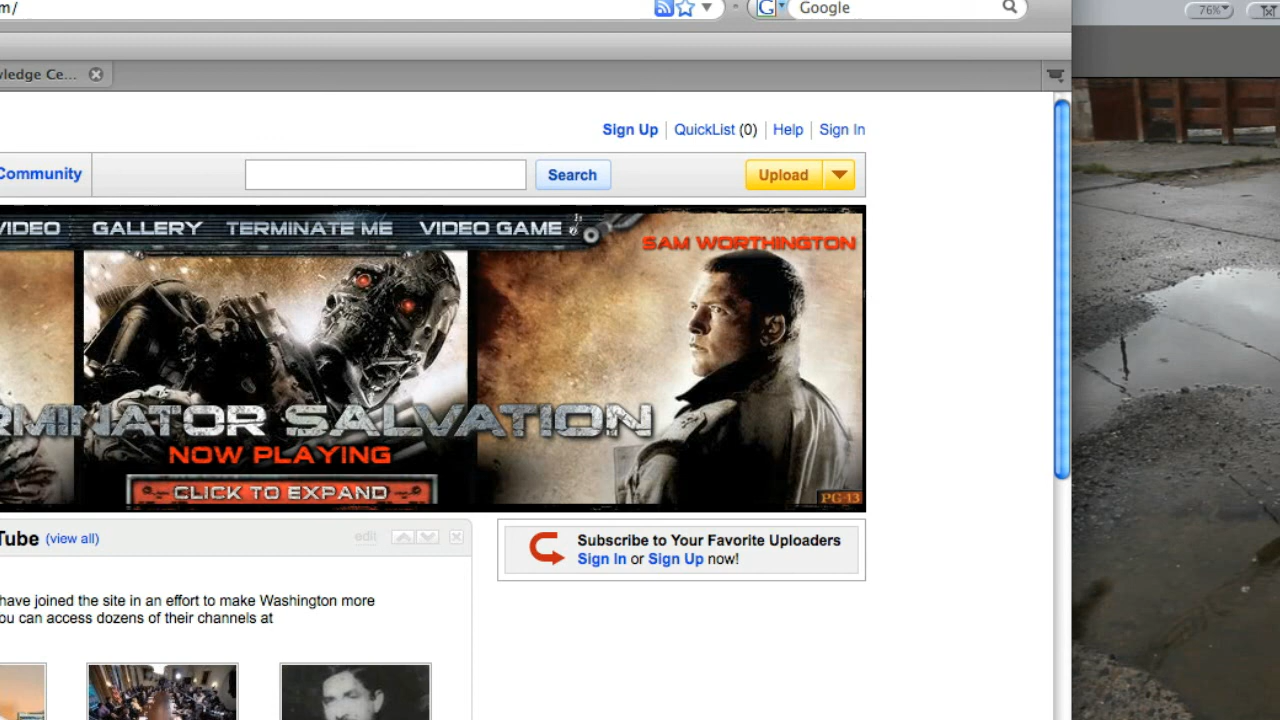 m/
Google
76%
wledge Ce...
Sign Up QuickList (0) Help Sign In
Community
Search
Upload
VIDEO GALLERY TERMINATE ME VIDEO GAME
SAM WORTHINGTON
RMINATOR SALVATION
NOW PLAYING
CLICK TO EXPAND
PG-13
Tube (view all)
edit
Subscribe to Your Favorite Uploaders
Sign In or Sign Up now!
have joined the site in an effort to make Washington more
ou can access dozens of their channels at